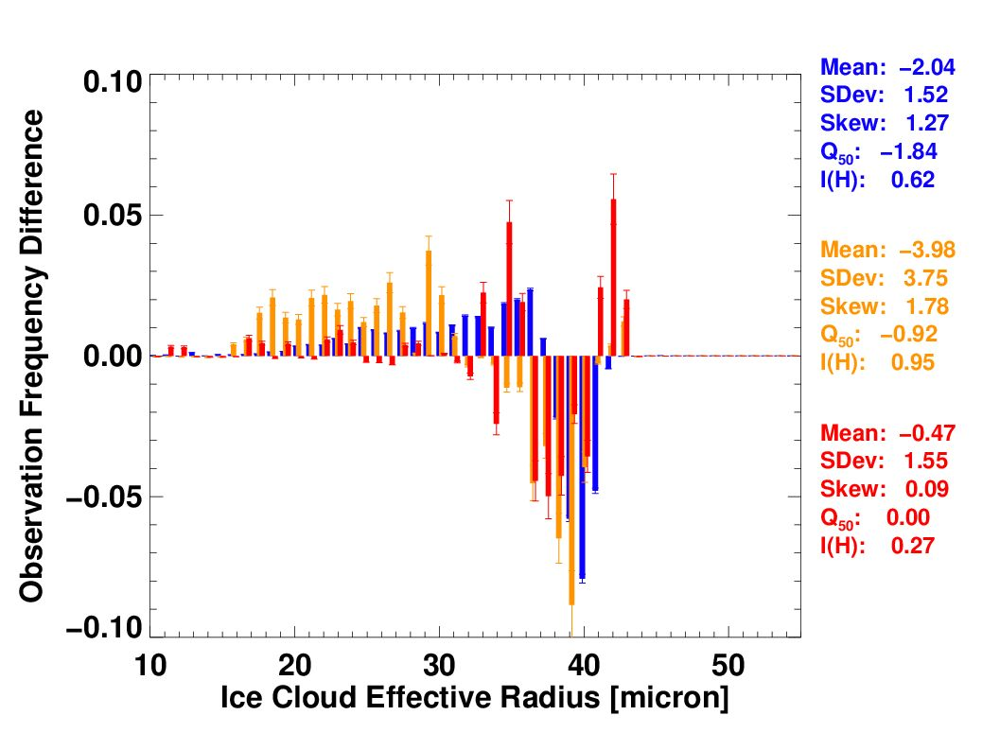 Observation Frequency Difference
0.10
0.05
0.00
−0.05
−0.10
10 20 30 40 50
Ice Cloud Effective Radius [micron]
Mean: −2.04
SDev: 1.52
Skew: 1.27
Q50: −1.84
I(H): 0.62
Mean: −3.98
SDev: 3.75
Skew: 1.78
Q50: −0.92
I(H): 0.95
Mean: −0.47
SDev: 1.55
Skew: 0.09
Q50: 0.00
I(H): 0.27